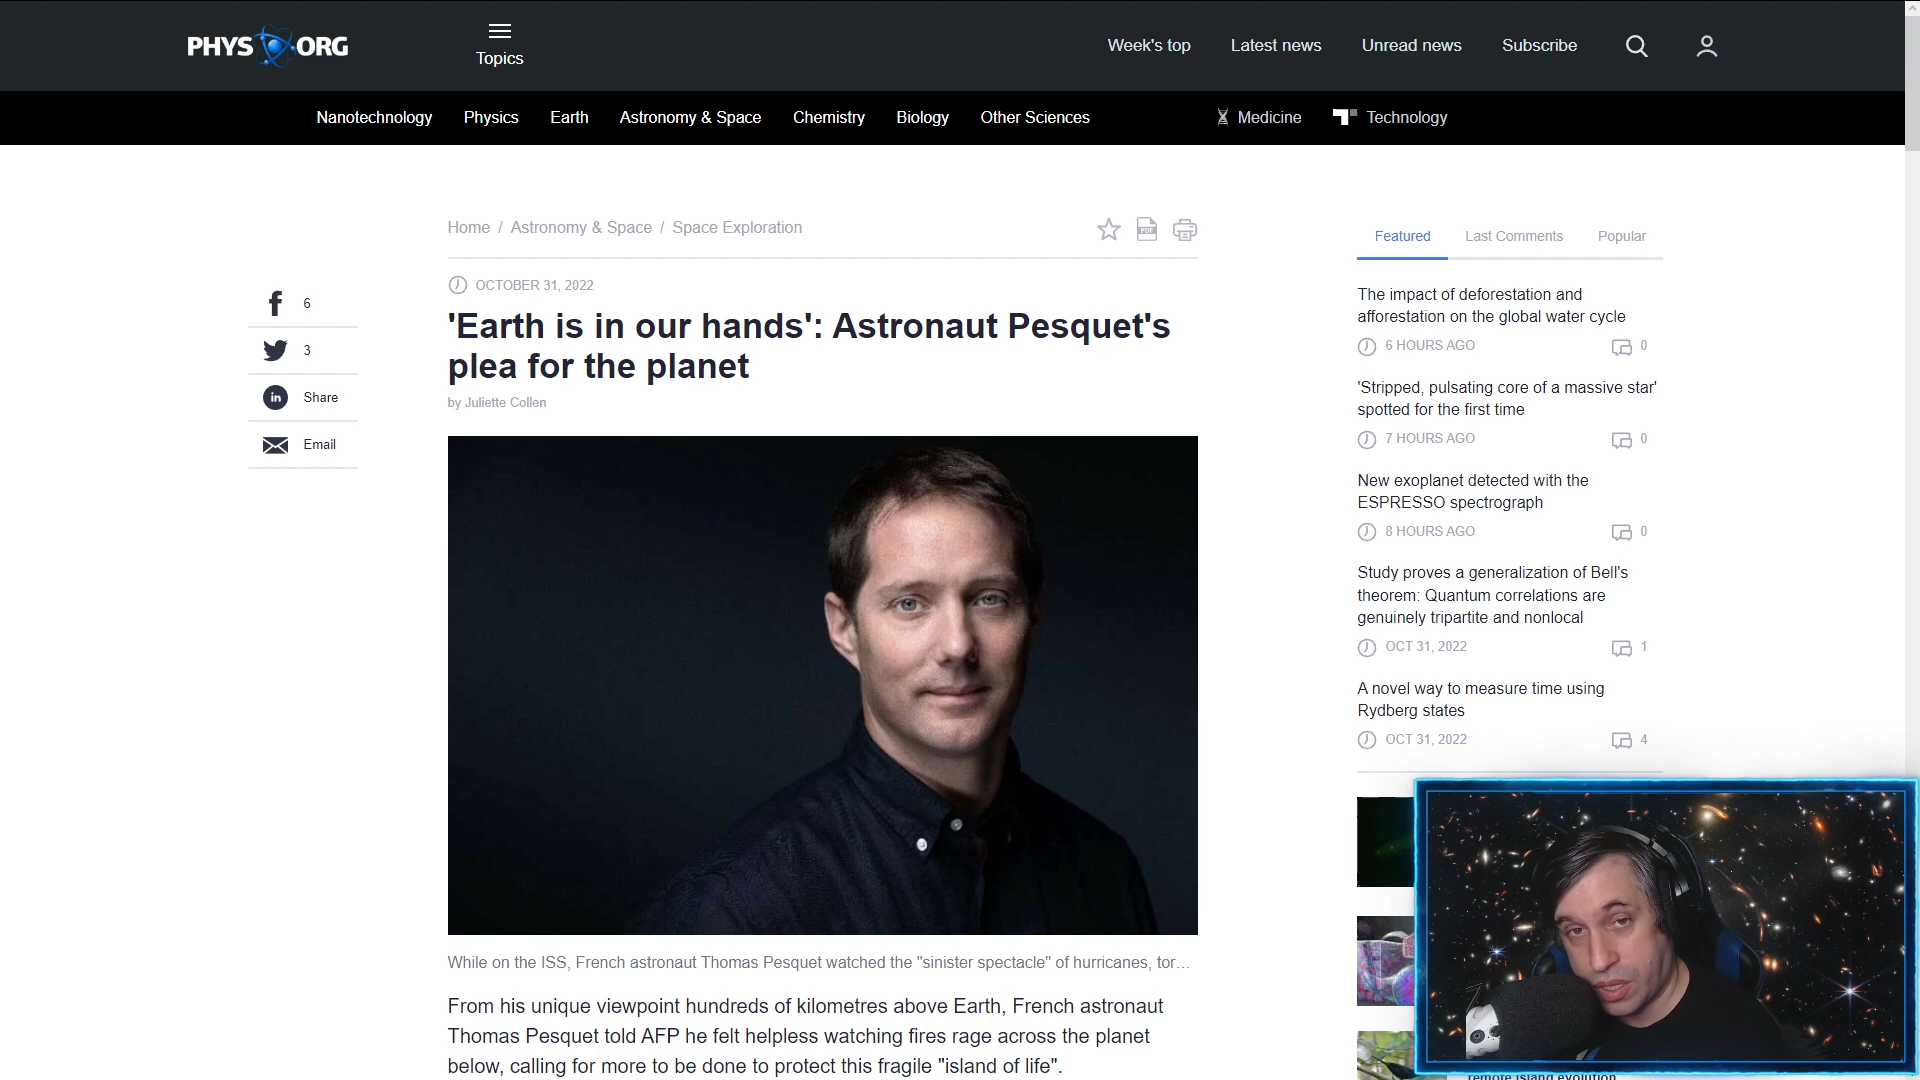 PHYS ORG
Topics
Week's top
Latest news
Unread news
Subscribe
Nanotechnology
Physics
Earth
Astronomy & Space
Chemistry
Biology
Other Sciences
Medicine
Technology
Home / Astronomy & Space / Space Exploration
PDF
OCTOBER 31, 2022
'Earth is in our hands': Astronaut Pesquet's
plea for the planet
by Juliette Collen
6
3
in Share
Email
While on the ISS, French astronaut Thomas Pesquet watched the "sinister spectacle" of hurricanes, tor...
From his unique viewpoint hundreds of kilometres above Earth, French astronaut
Thomas Pesquet told AFP he felt helpless watching fires rage across the planet
below, calling for more to be done to protect this fragile "island of life".
Featured
Last Comments
Popular
The impact of deforestation and
afforestation on the global water cycle
6 HOURS AGO
0
'Stripped, pulsating core of a massive star'
spotted for the first time
7 HOURS AGO
0
New exoplanet detected with the
ESPRESSO spectrograph
8 HOURS AGO
0
Study proves a generalization of Bell's
theorem: Quantum correlations are
genuinely tripartite and nonlocal
OCT 31, 2022
1
A novel way to measure time using
Rydberg states
OCT 31, 2022
4
remote island evolution